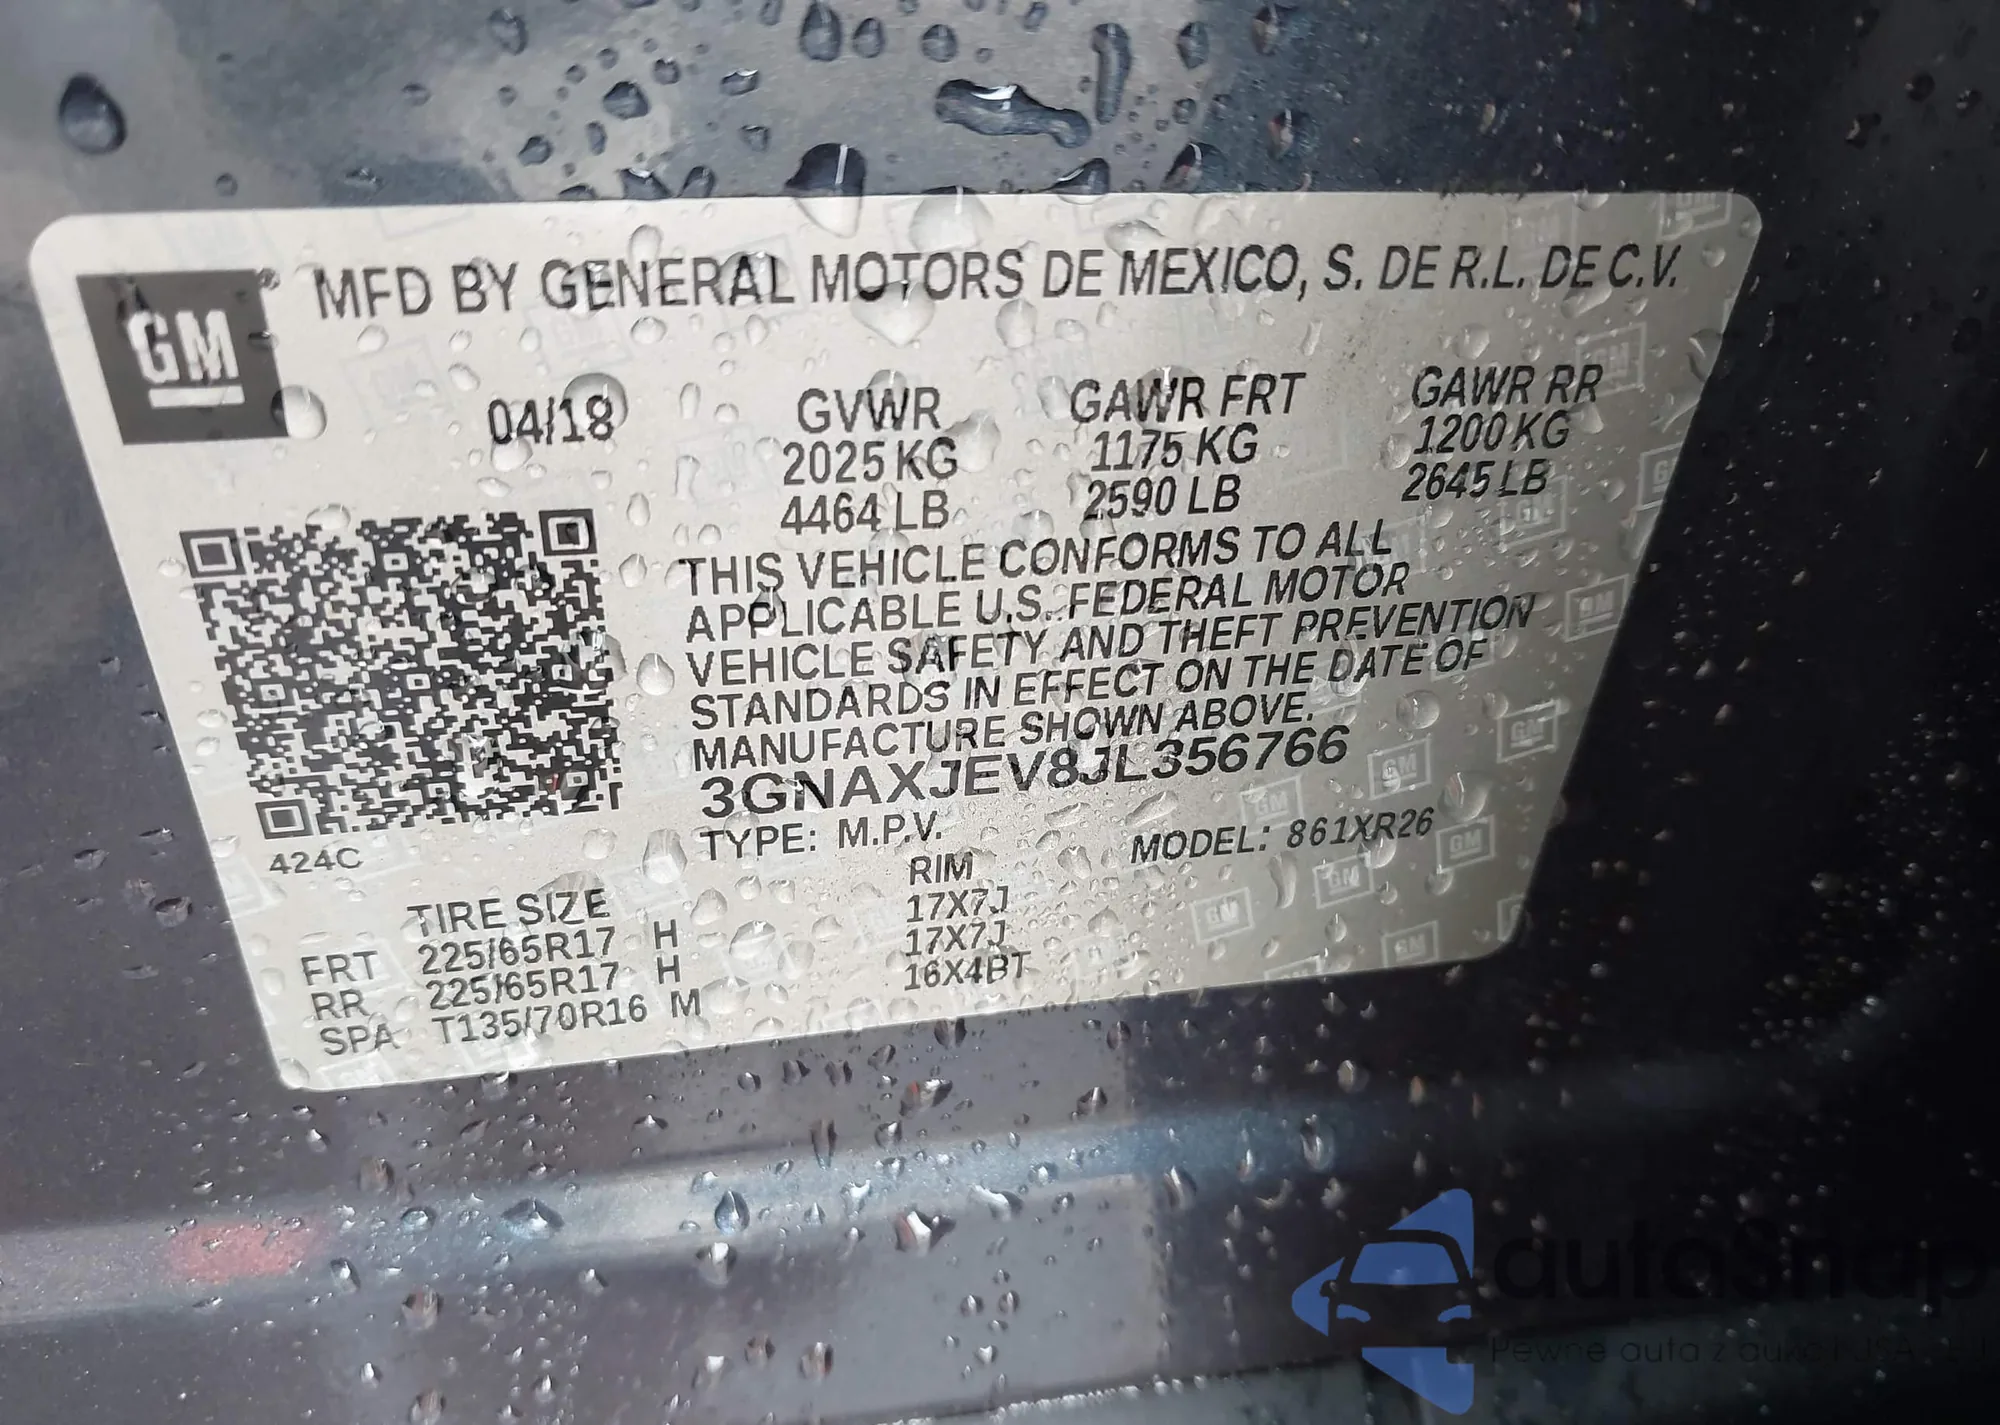 GM
® MFD BY GENERAL MOTORS DE MEXICO, S. DE R.L. DE C.V.
04/18 GVWR GAWR FRT GAWR RR
2025 KG 1175 KG 1200 KG
4464 LB 2590 LB 2645 LB
THIS VEHICLE CONFORMS TO ALL
APPLICABLE U.S. FEDERAL MOTOR
VEHICLE SAFETY AND THEFT PREVENTION
STANDARDS IN EFFECT ON THE DATE OF
MANUFACTURE SHOWN ABOVE.
3GNAXJEV8JL356766
TYPE: M.P.V. MODEL: 861XR26
424C
TIRE SIZE RIM
FRT 225/65R17 H 17X7J
RR 225/65R17 H 17X7J
SPA T135/70R16 M 16X4BT
autoSnap
Pewne auta z